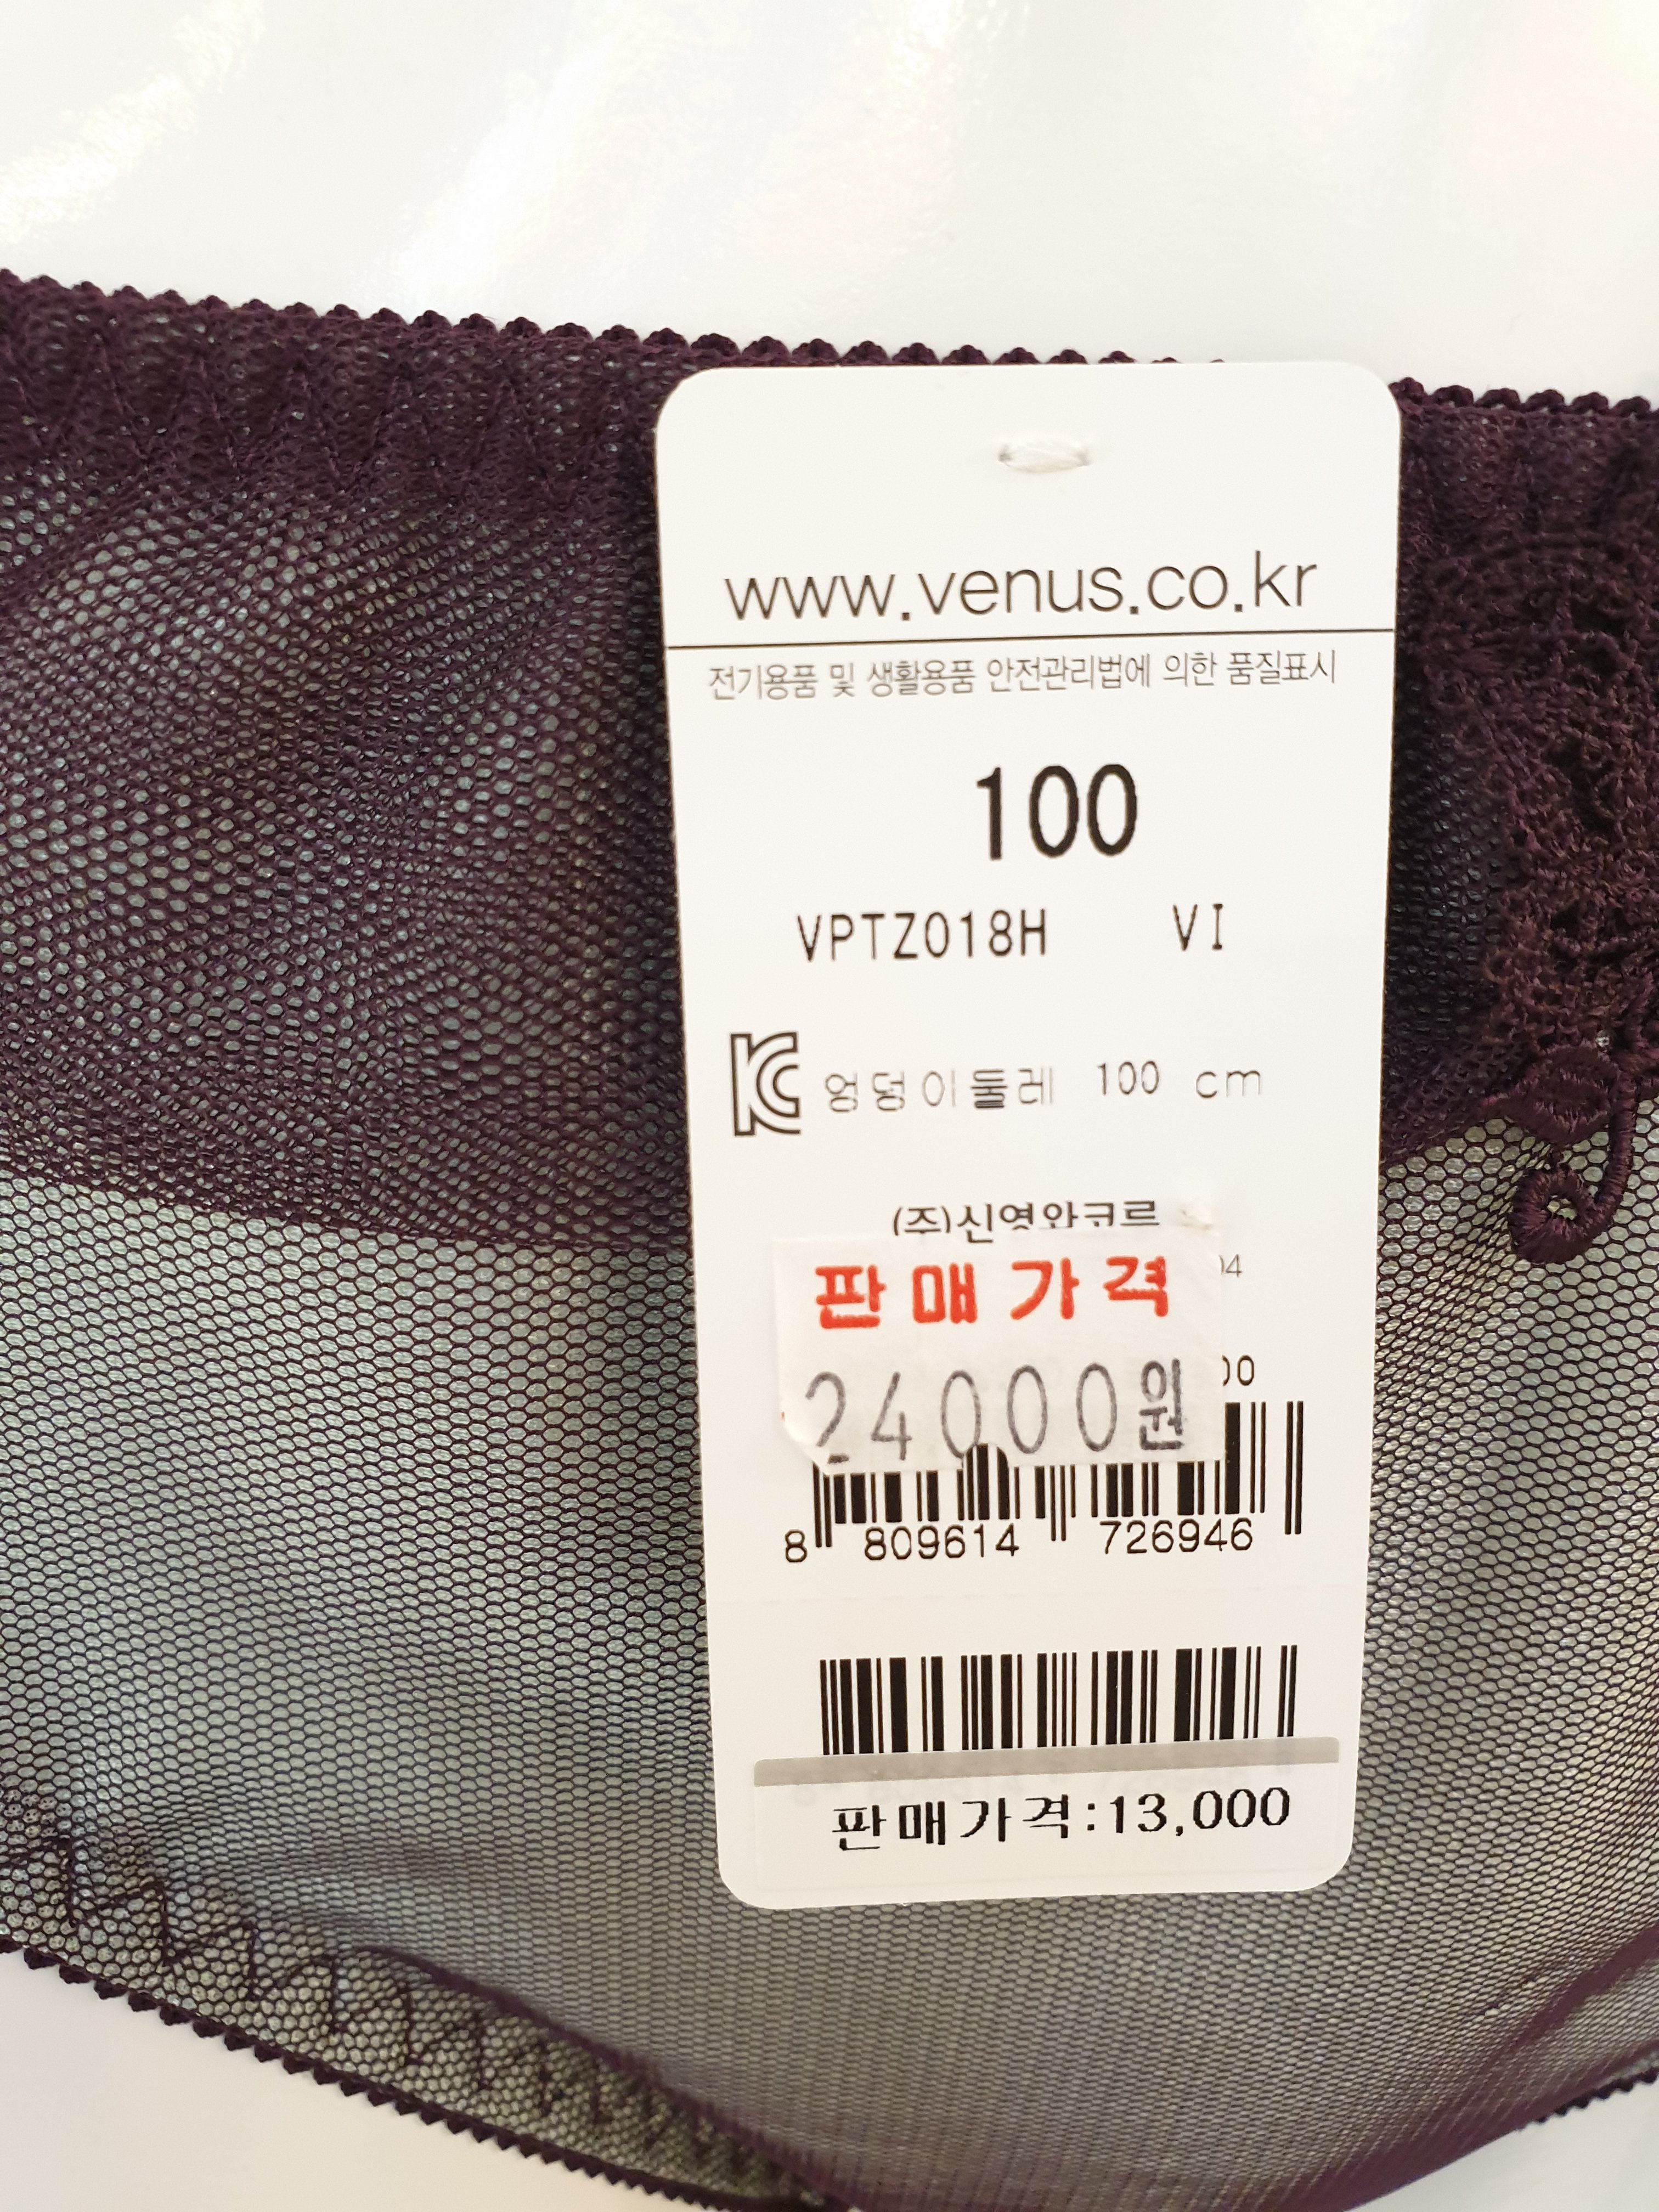 www.venus.co.kr
전기용품 및 생활용품 안전관리법에 의한 품질표시
100
VPTZ018H VI
KC 엉덩이둘레 100 cm
(주)신영와코르
판매가격
24000원
8 809614 726946
판매가격:13,000